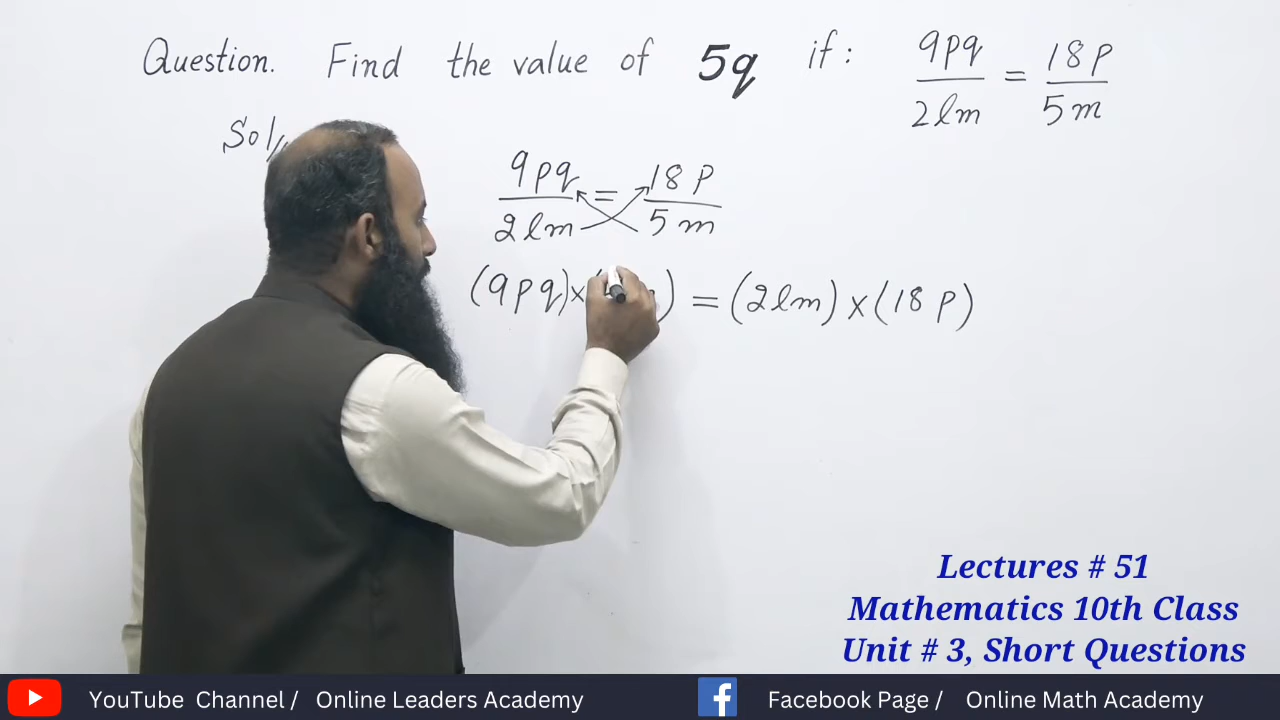 Question. Find the value of 5q if: 9pq/2lm = 18p/5m
Sol//
9pq/2lm = 18p/5m
(9pq)× ) = (2lm)×(18p)
Lectures # 51
Mathematics 10th Class
Unit # 3, Short Questions
YouTube Channel / Online Leaders Academy
Facebook Page / Online Math Academy